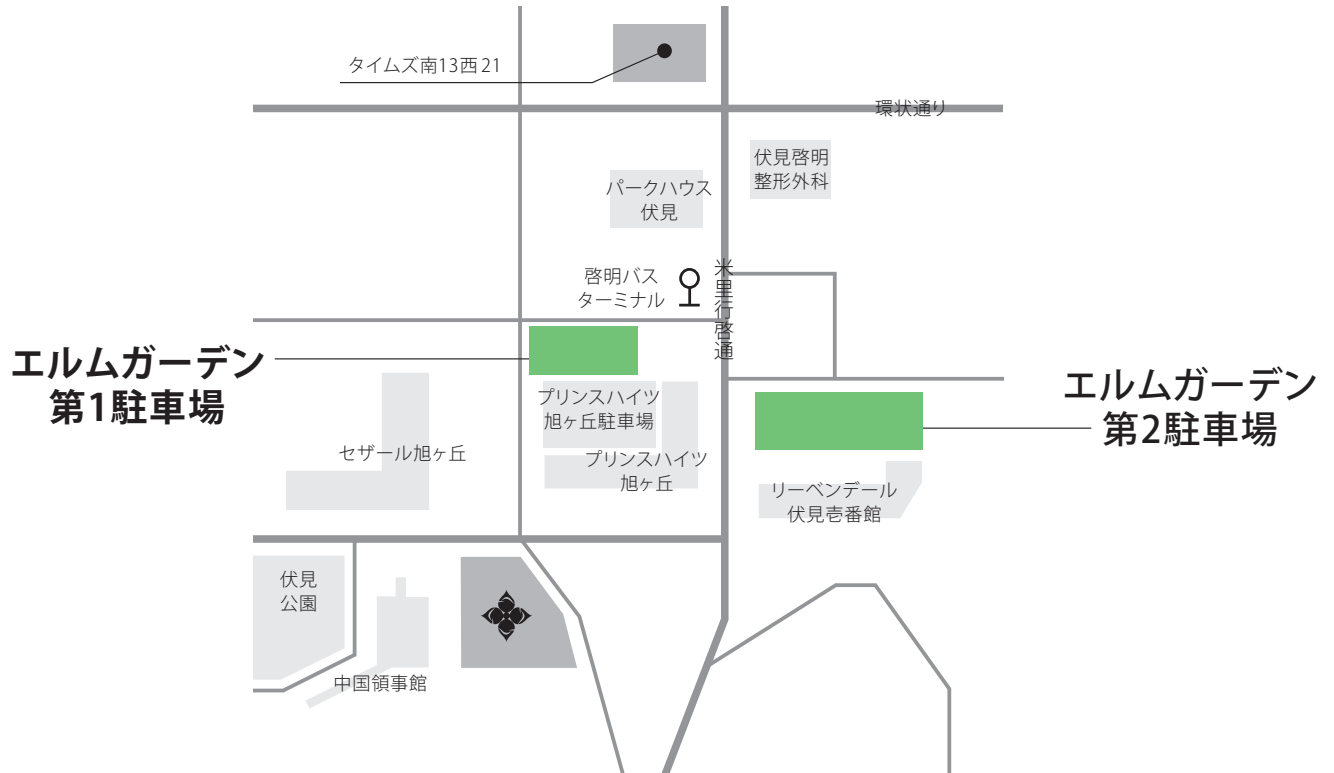 タイムズ南13西21
環状通り
伏見啓明
整形外科
パークハウス
伏見
啓明バス
ターミナル
米里行啓通
エルムガーデン
第1駐車場
プリンスハイツ
旭ヶ丘駐車場
エルムガーデン
第2駐車場
セザール旭ヶ丘
プリンスハイツ
旭ヶ丘
リーベンデール
伏見壱番館
伏見
公園
中国領事館